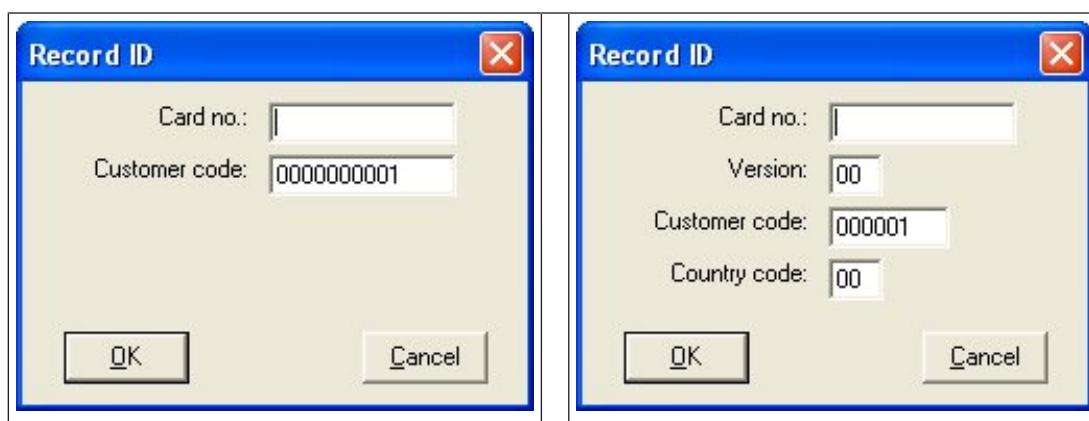 Record ID
Card no.:
Customer code: 0000000001
OK Cancel
Record ID
Card no.:
Version: 00
Customer code: 000001
Country code: 00
OK Cancel